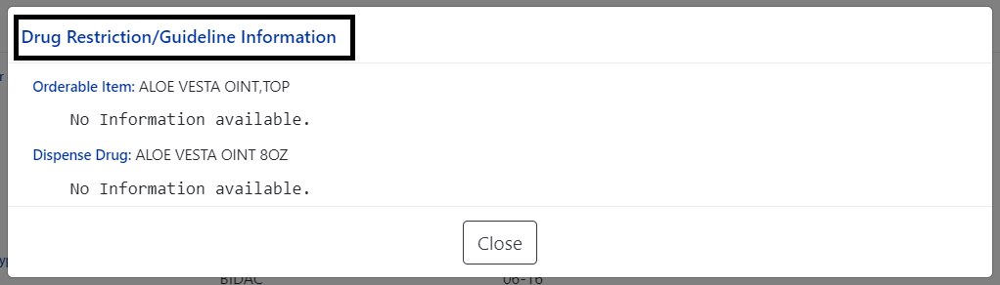 Drug Restriction/Guideline Information
Orderable Item: ALOE VESTA OINT,TOP
No Information available.
Dispense Drug: ALOE VESTA OINT 8OZ
No Information available.
Close
BIDAC 06-16